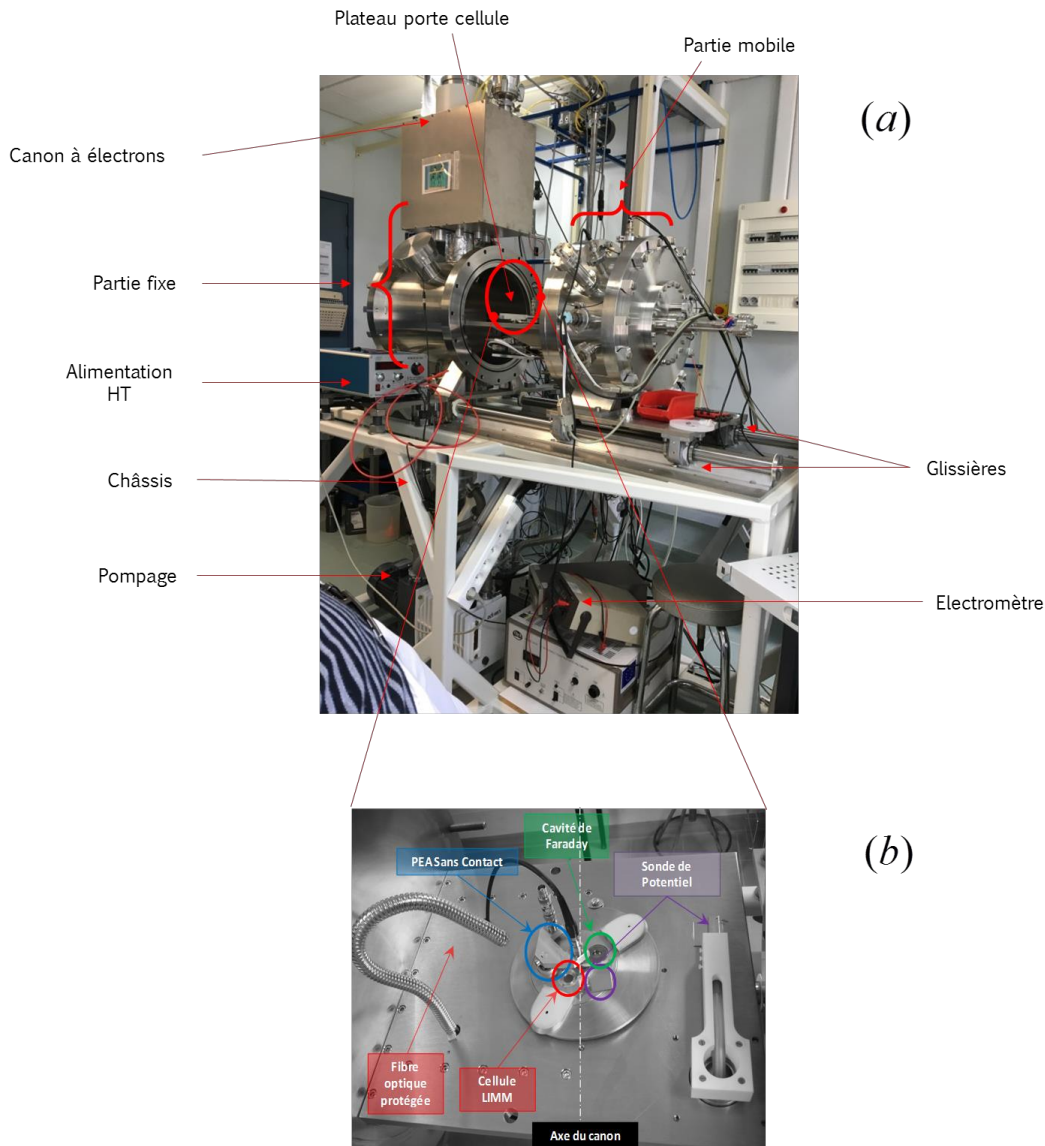 Plateau porte cellule
Partie mobile
(a)
Canon à électrons
Partie fixe
Alimentation
HT
Glissières
Châssis
Pompage
Electromètre
Cavité de
Faraday
(b)
PEA Sans Contact
Sonde de
Potentiel
Fibre
optique
protégée
Cellule
LIMM
Axe du canon